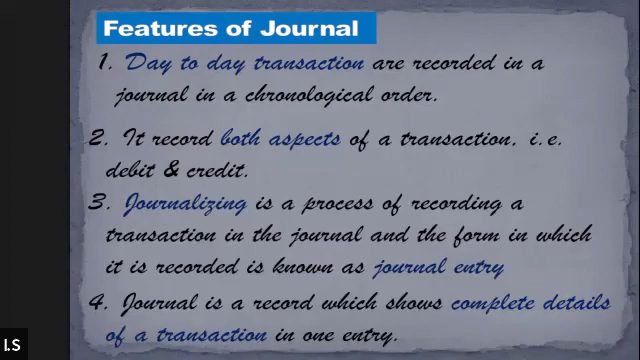 Features of Journal
1. Day to day transaction are recorded in a
journal in a chronological order.
2. It record both aspects of a transaction, i.e.
debit & credit.
3. Journalizing is a process of recording a
transaction in the journal and the form in which
it is recorded is known as journal entry
4. Journal is a record which shows complete details
of a transaction in one entry.
I.S